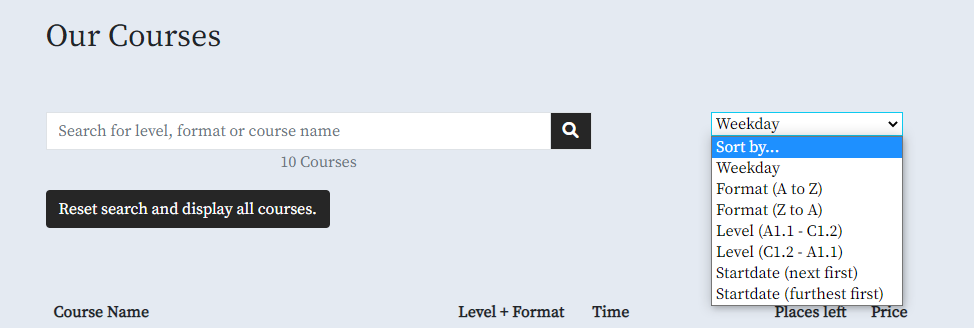 Our Courses
Search for level, format or course name
Weekday
10 Courses
Sort by...
Weekday
Format (A to Z)
Format (Z to A)
Level (A1.1 - C1.2)
Level (C1.2 - A1.1)
Startdate (next first)
Startdate (furthest first)
Reset search and display all courses.
Course Name Level + Format Time Places left Price